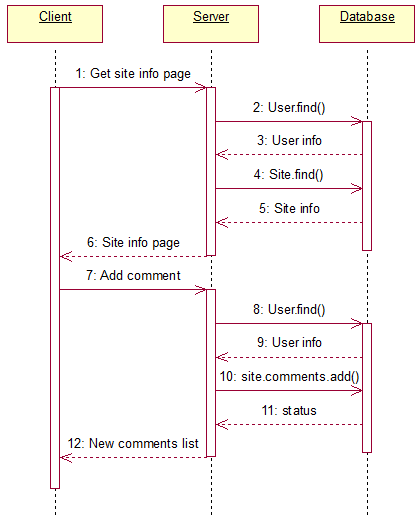 Client
Server
Database
1: Get site info page
2: User.find()
3: User info
4: Site.find()
5: Site info
6: Site info page
7: Add comment
8: User.find()
9: User info
10: site.comments.add()
11: status
12: New comments list